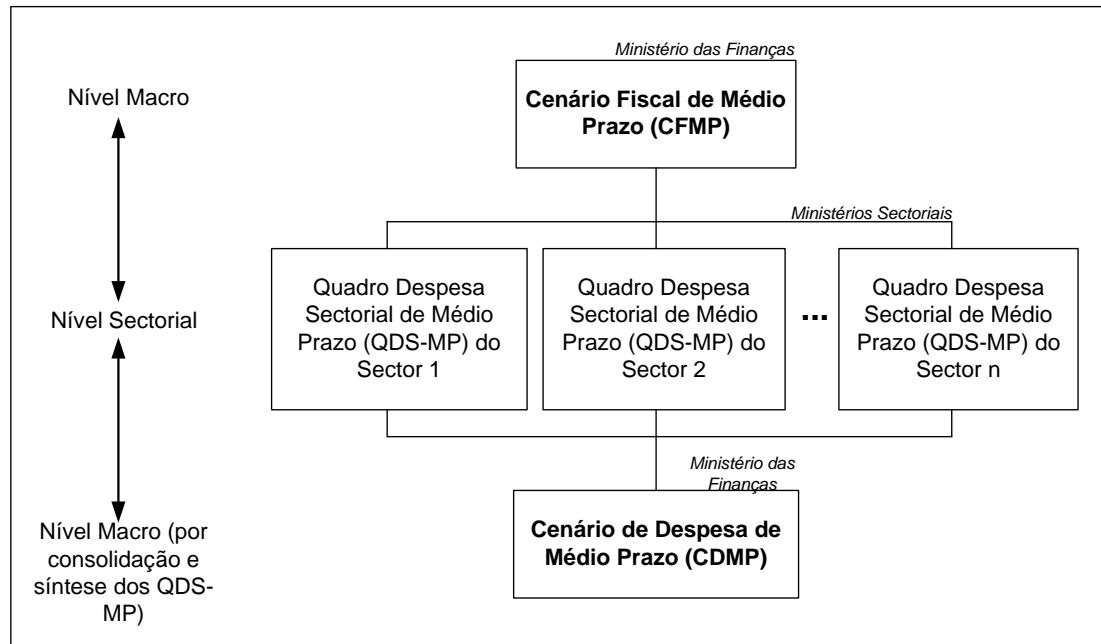 Ministério das Finanças
Nível Macro
Cenário Fiscal de Médio
Prazo (CFMP)
Ministérios Sectoriais
Nível Sectorial
Quadro Despesa
Sectorial de Médio
Prazo (QDS-MP) do
Sector 1
Quadro Despesa
Sectorial de Médio
Prazo (QDS-MP) do
Sector 2
...
Quadro Despesa
Sectorial de Médio
Prazo (QDS-MP) do
Sector n
Ministério das
Finanças
Nível Macro (por
consolidação e
síntese dos QDS-
MP)
Cenário de Despesa de
Médio Prazo (CDMP)